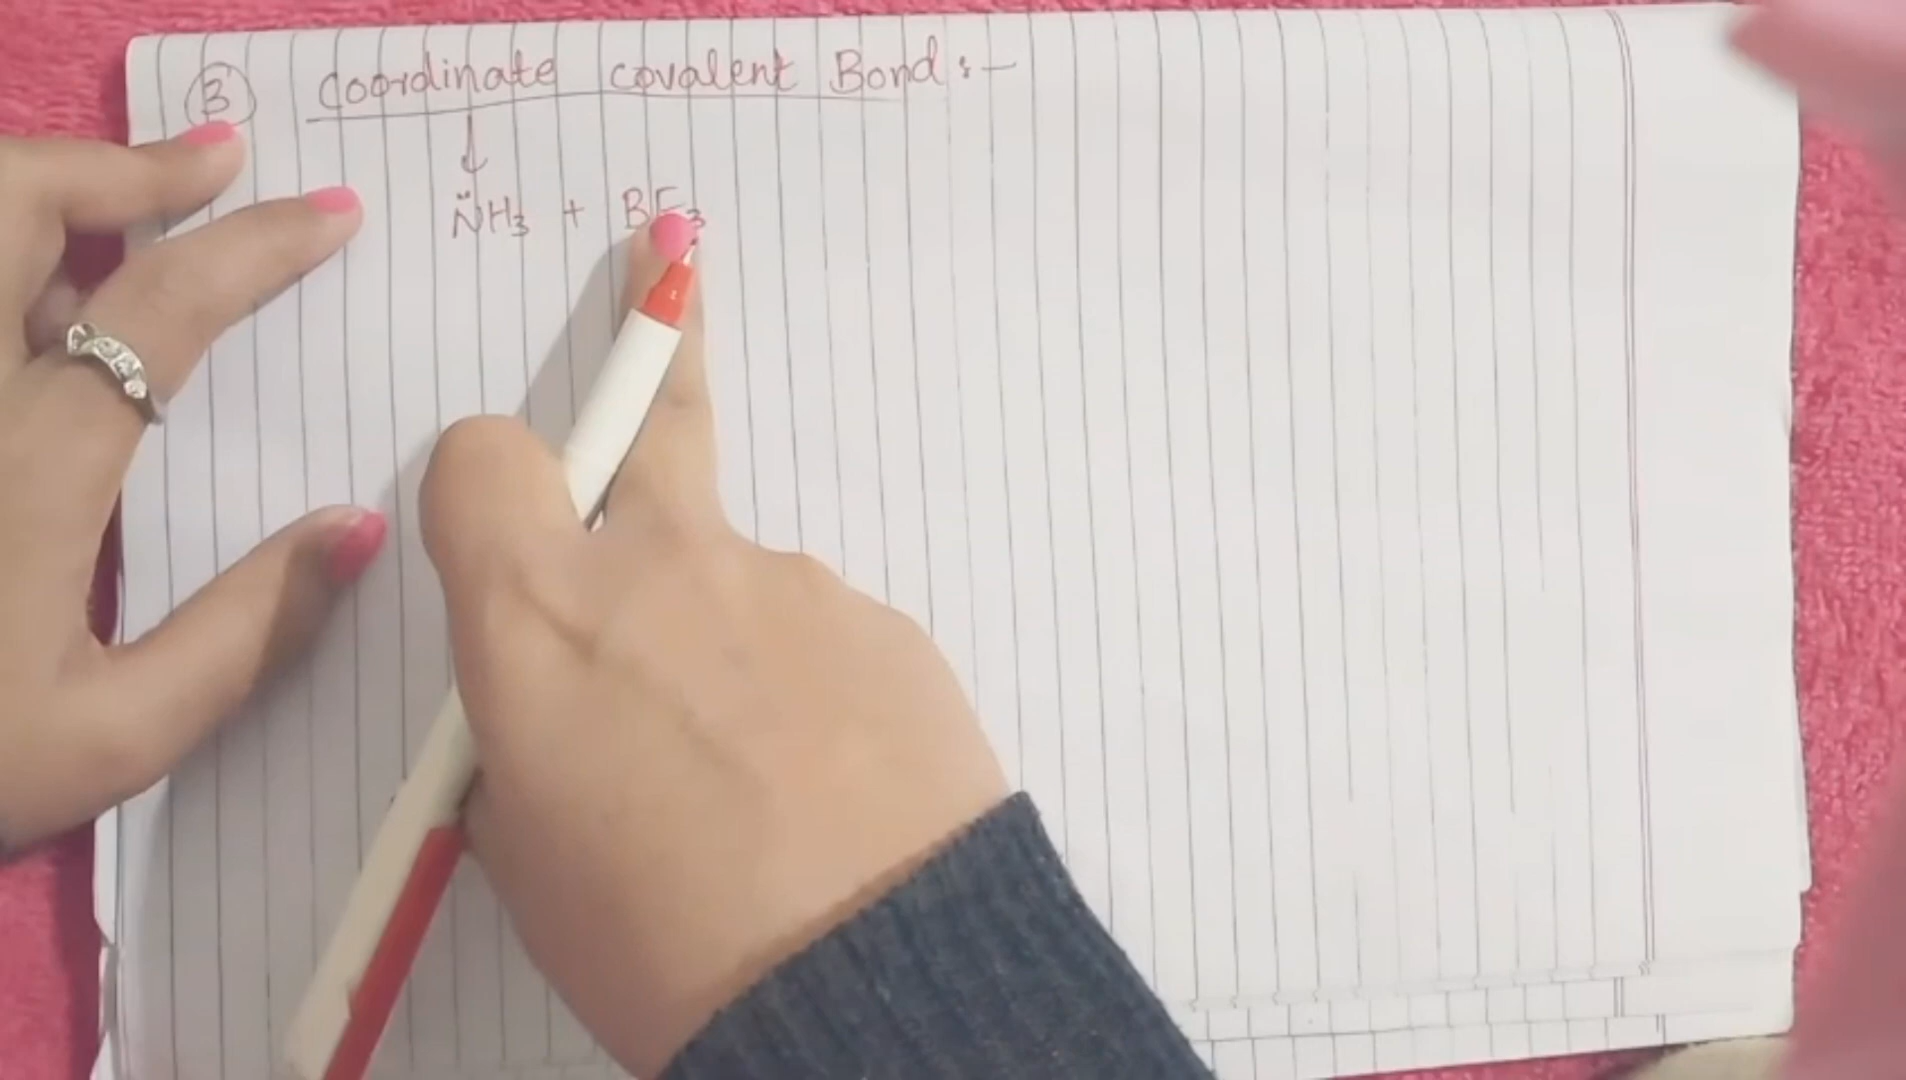 ③ Coordinate covalent Bond :-
↓
N̈H₃ + BF₃